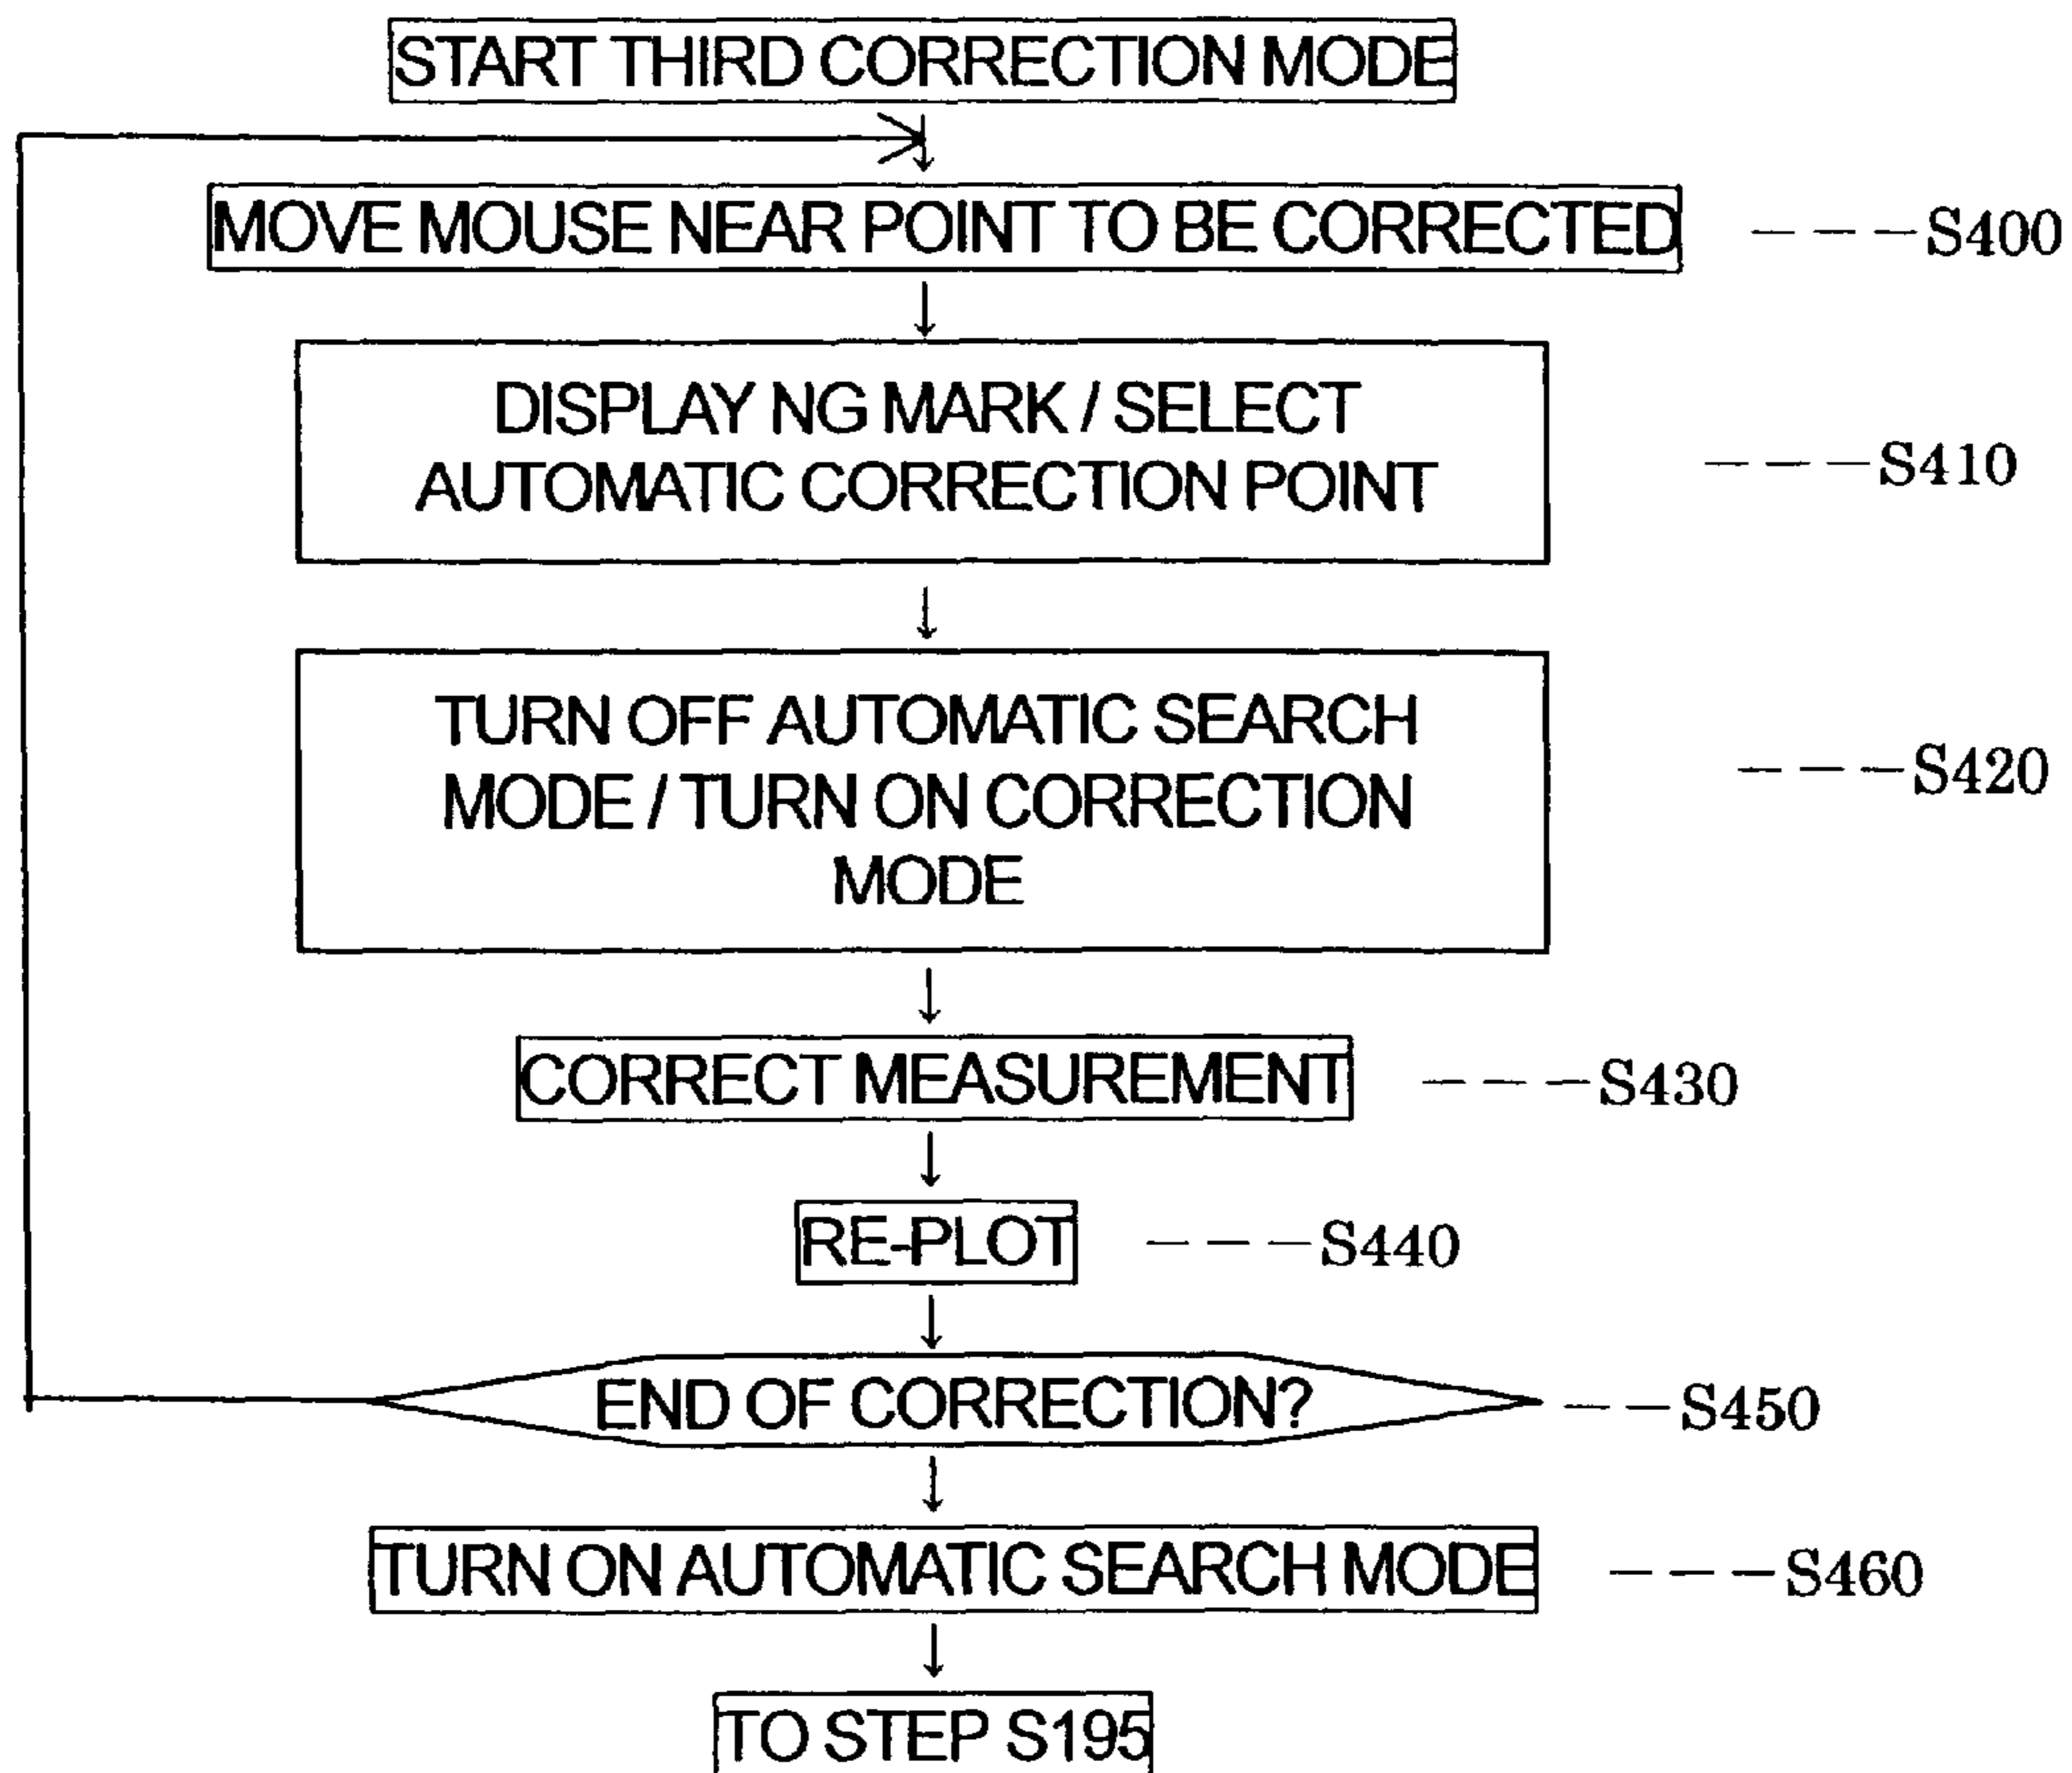 START THIRD CORRECTION MODE
MOVE MOUSE NEAR POINT TO BE CORRECTED
S400
DISPLAY NG MARK / SELECT
AUTOMATIC CORRECTION POINT
S410
TURN OFF AUTOMATIC SEARCH
MODE / TURN ON CORRECTION
MODE
S420
CORRECT MEASUREMENT
S430
RE-PLOT
S440
END OF CORRECTION?
S450
TURN ON AUTOMATIC SEARCH MODE
S460
TO STEP S195